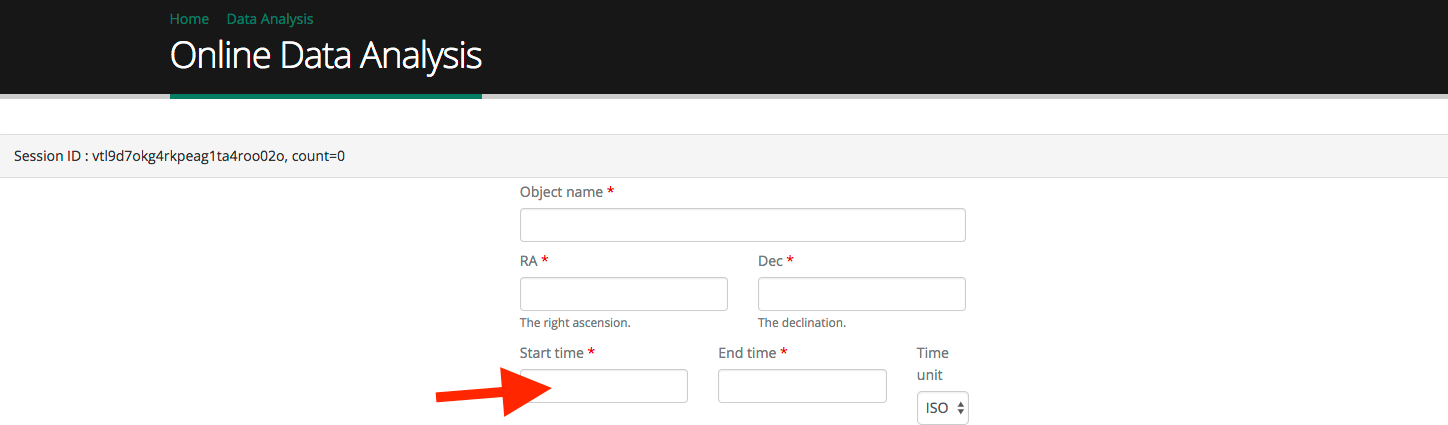 Home Data Analysis
Online Data Analysis
Session ID : vtl9d7okg4rkpeag1ta4roo02o, count=0
Object name *
RA * Dec *
The right ascension. The declination.
Start time * End time * Time
unit
ISO